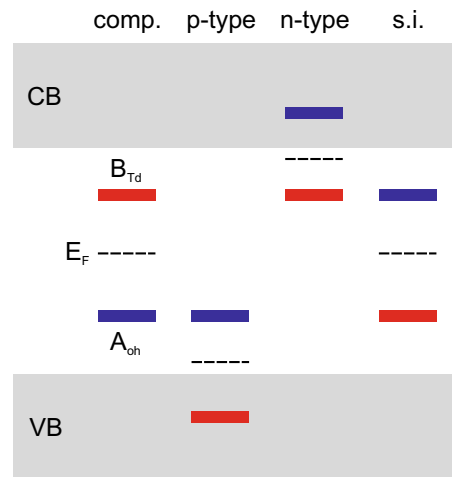 comp. p-type n-type s.i.
CB
B_Td
E_F
A_oh
VB